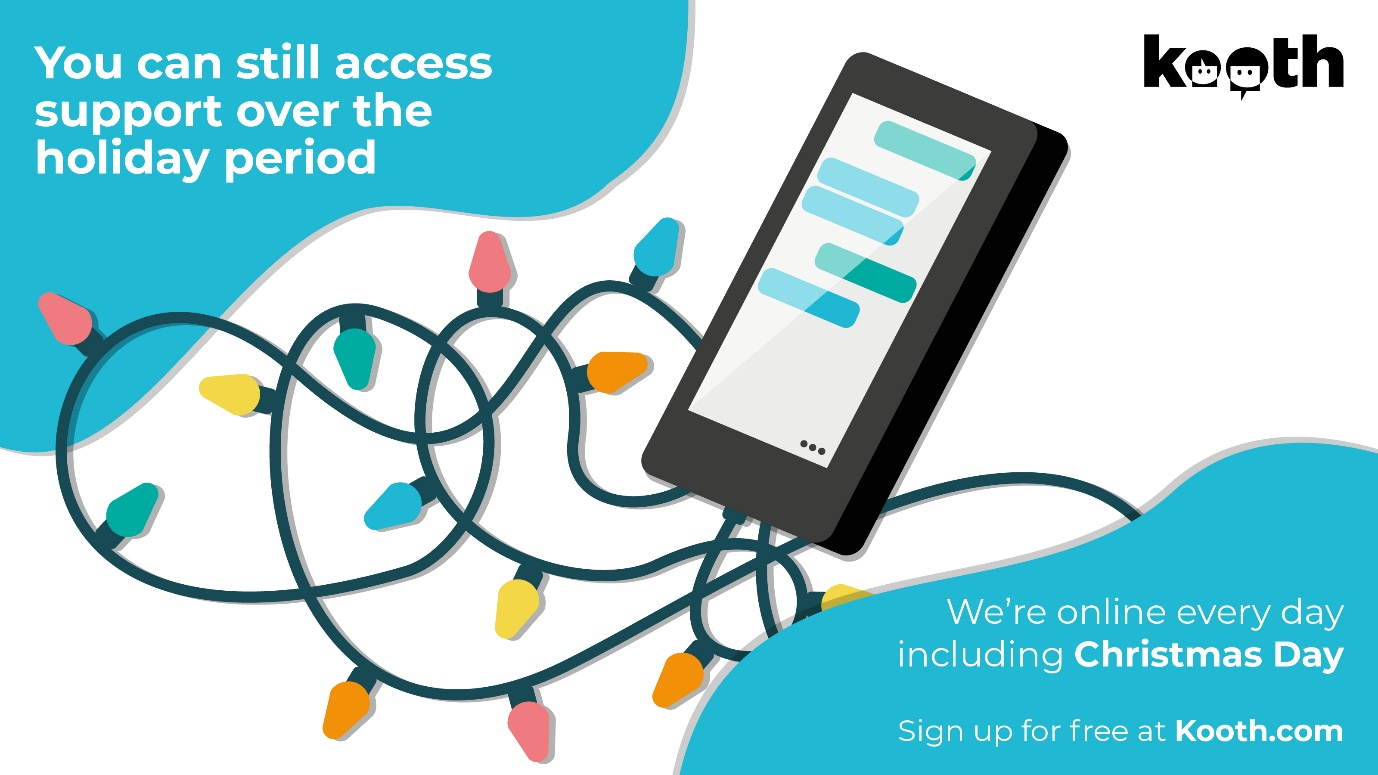 You can still access
support over the
holiday period
kooth
We're online every day
including Christmas Day
Sign up for free at Kooth.com